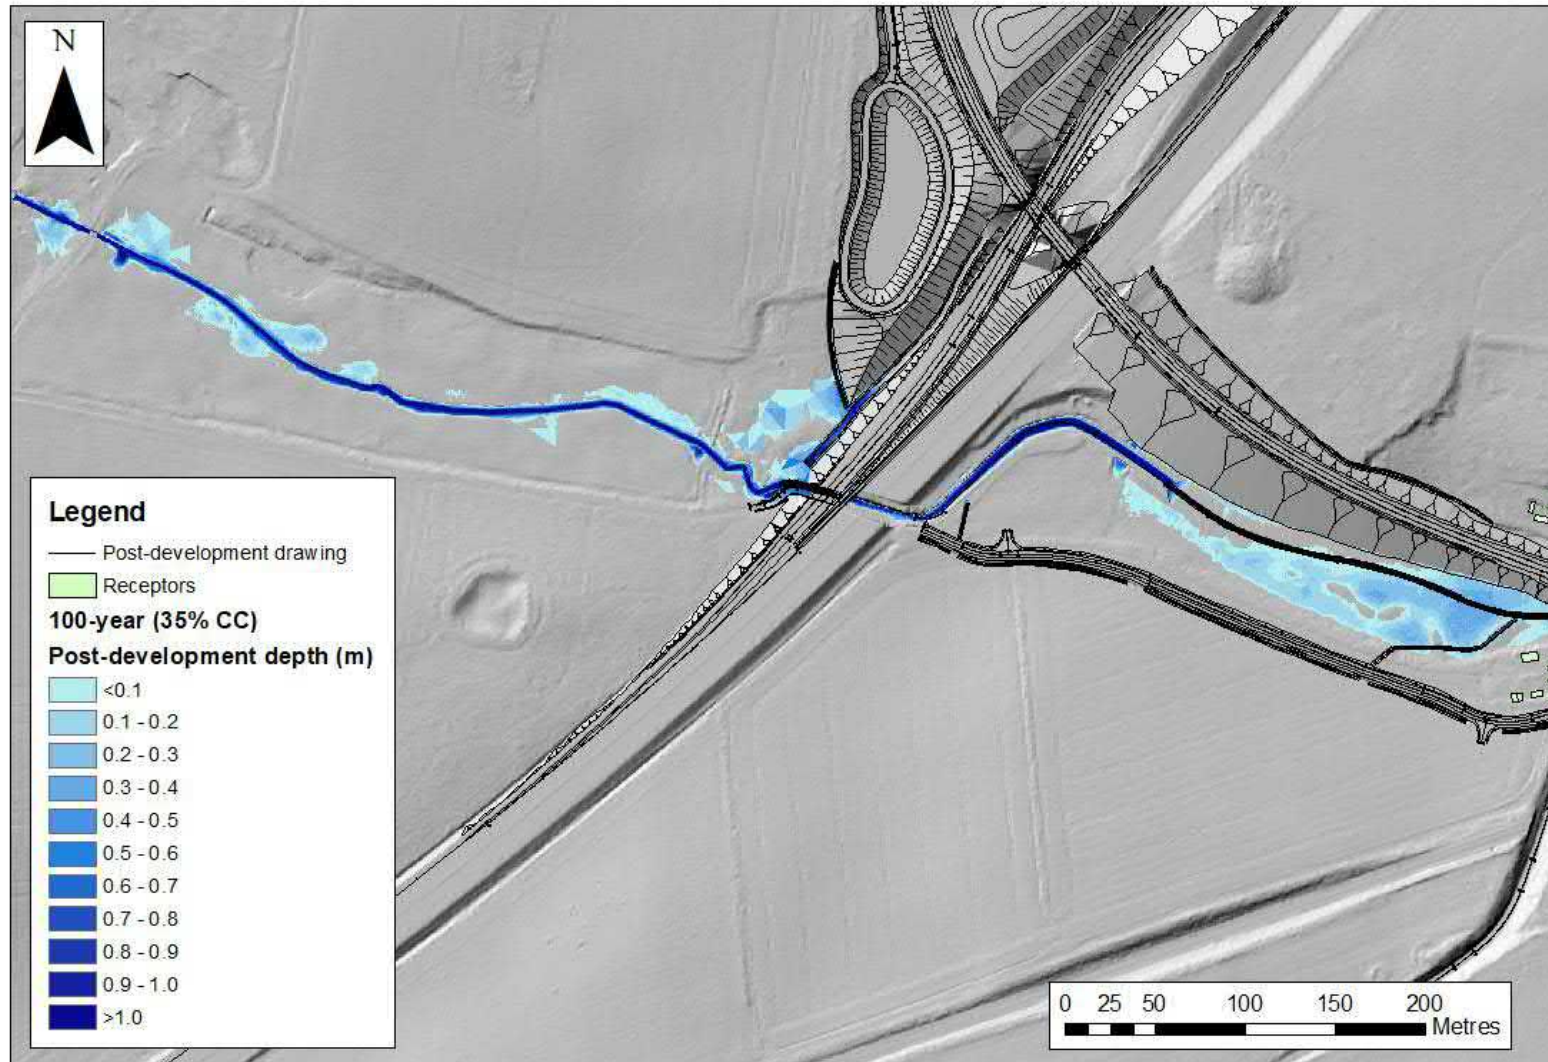 N
Legend
Post-development drawing
Receptors
100-year (35% CC)
Post-development depth (m)
<0.1
0.1 - 0.2
0.2 - 0.3
0.3 - 0.4
0.4 - 0.5
0.5 - 0.6
0.6 - 0.7
0.7 - 0.8
0.8 - 0.9
0.9 - 1.0
>1.0
0 25 50 100 150 200
Metres